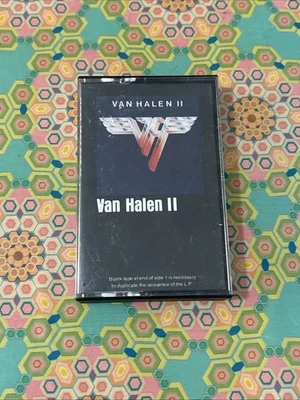 VAN HALEN II
VH
Van Halen II
Blank tape at end of side 1 is necessary
to duplicate the sequence of the L.P.